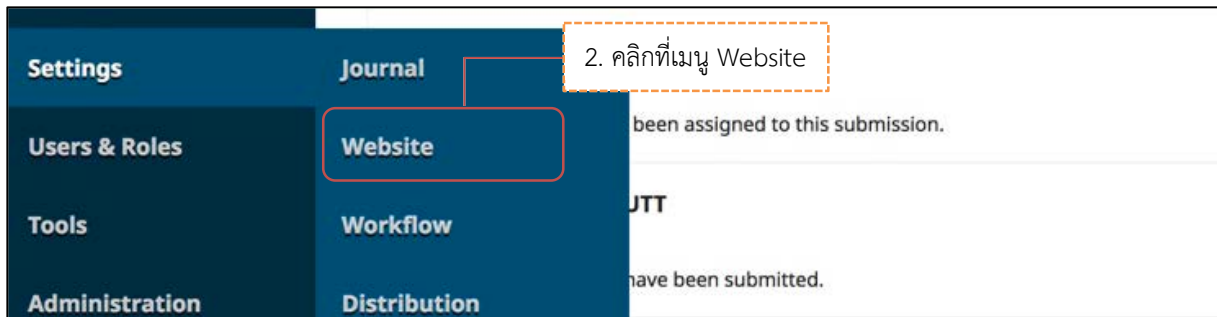 Settings
Users & Roles
Tools
Administration
Journal
Website
Workflow
Distribution
2. คลิกที่เมนู Website
been assigned to this submission.
JTT
have been submitted.